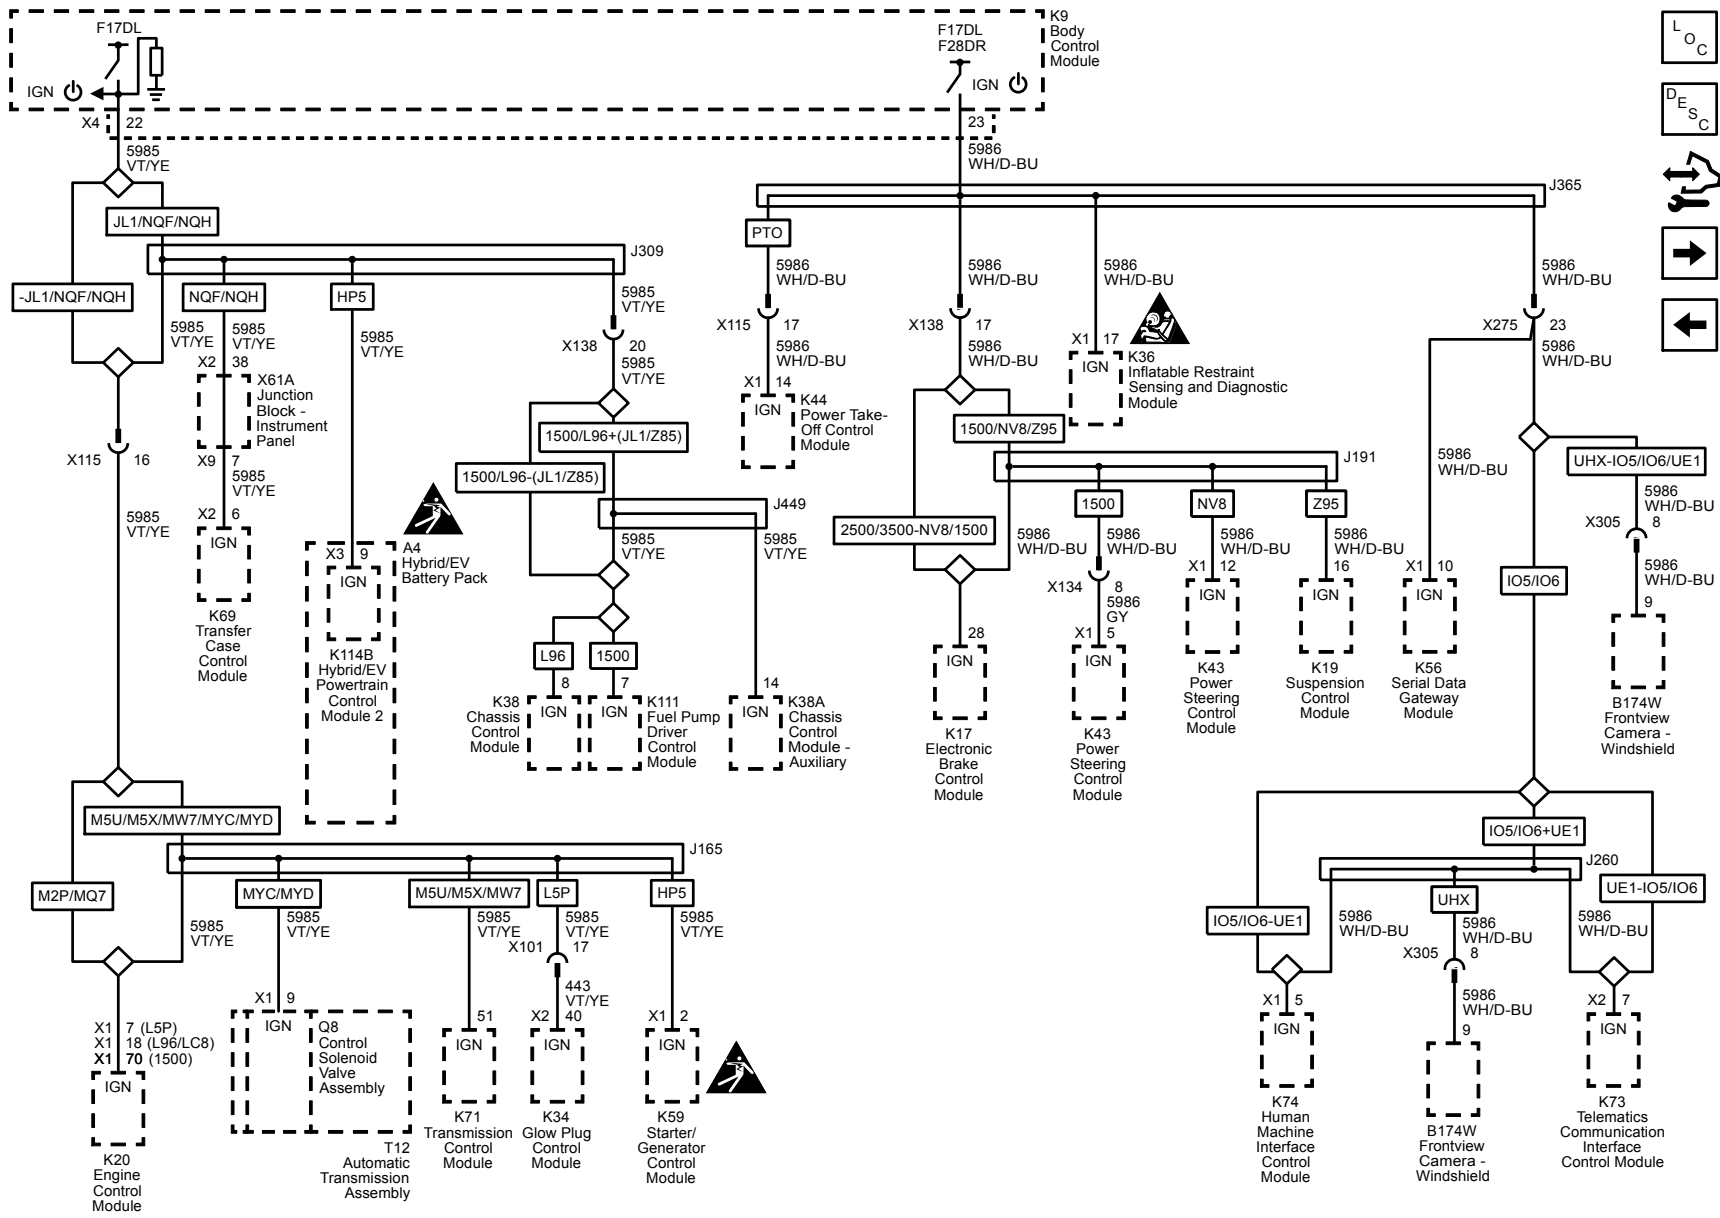 F17DL
IGN
F17DL
F28DR
IGN
K9
Body
Control
Module
L
O
C
D
E
S
C
X4 22
23
5985
VT/YE
5986
WH/D-BU
JL1/NQF/NQH
J309
-JL1/NQF/NQH
NQF/NQH
HP5
5985
VT/YE
5985
VT/YE
5985
VT/YE
5985
VT/YE
X2 38
X61A
Junction
Block -
Instrument
Panel
X9 7
5985
VT/YE
X2 6
IGN
K69
Transfer
Case
Control
Module
X115 16
5985
VT/YE
X138 20
5985
VT/YE
1500/L96+(JL1/Z85)
1500/L96-(JL1/Z85)
J449
5985
VT/YE
5985
VT/YE
X3 9
IGN
A4
Hybrid/EV
Battery Pack
K114B
Hybrid/EV
Powertrain
Control
Module 2
L96
1500
8
IGN
K38
Chassis
Control
Module
7
IGN
K111
Fuel Pump
Driver
Control
Module
14
IGN
K38A
Chassis
Control
Module -
Auxiliary
J365
PTO
5986
WH/D-BU
5986
WH/D-BU
5986
WH/D-BU
5986
WH/D-BU
X115 17
5986
WH/D-BU
X1 14
IGN
K44
Power Take-
Off Control
Module
X138 17
5986
WH/D-BU
X1 17
IGN
K36
Inflatable Restraint
Sensing and Diagnostic
Module
X275 23
5986
WH/D-BU
1500/NV8/Z95
J191
2500/3500-NV8/1500
1500
NV8
Z95
5986
WH/D-BU
5986
WH/D-BU
5986
WH/D-BU
5986
WH/D-BU
X134 8
5986
GY
X1 5
IGN
K43
Power
Steering
Control
Module
X1 12
IGN
K43
Power
Steering
Control
Module
16
IGN
K19
Suspension
Control
Module
28
IGN
K17
Electronic
Brake
Control
Module
5986
WH/D-BU
X1 10
IGN
K56
Serial Data
Gateway
Module
UHX-IO5/IO6/UE1
5986
WH/D-BU
X305 8
5986
WH/D-BU
9
B174W
Frontview
Camera -
Windshield
IO5/IO6
M5U/M5X/MW7/MYC/MYD
J165
M2P/MQ7
MYC/MYD
M5U/M5X/MW7
L5P
HP5
5985
VT/YE
5985
VT/YE
5985
VT/YE
5985
VT/YE
5985
VT/YE
X101 17
443
VT/YE
X1 7 (L5P)
X1 18 (L96/LC8)
X1 70 (1500)
IGN
K20
Engine
Control
Module
X1 9
IGN
Q8
Control
Solenoid
Valve
Assembly
T12
Automatic
Transmission
Assembly
51
IGN
K71
Transmission
Control
Module
X2 40
IGN
K34
Glow Plug
Control
Module
X1 2
IGN
K59
Starter/
Generator
Control
Module
IO5/IO6+UE1
J260
IO5/IO6-UE1
UHX
UE1-IO5/IO6
5986
WH/D-BU
5986
WH/D-BU
5986
WH/D-BU
X305 8
5986
WH/D-BU
X1 5
IGN
K74
Human
Machine
Interface
Control
Module
9
B174W
Frontview
Camera -
Windshield
X2 7
IGN
K73
Telematics
Communication
Interface
Control Module